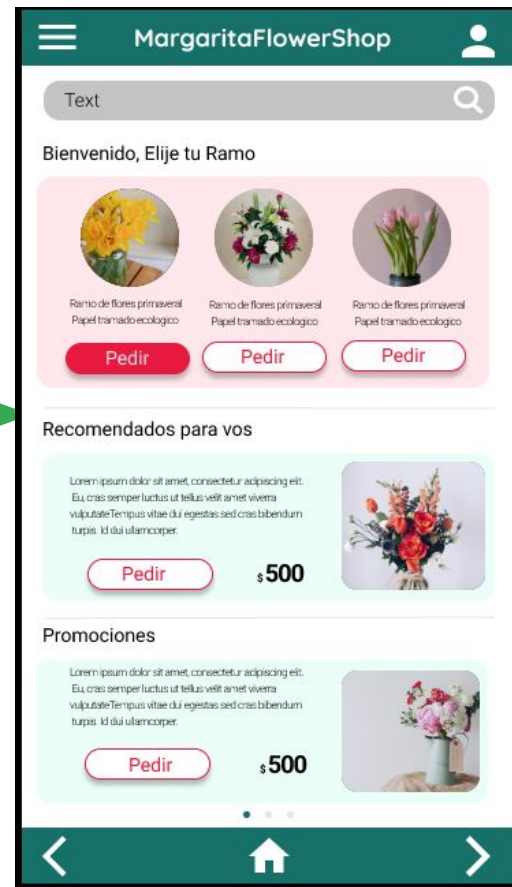 MargaritaFlowerShop
Text
Bienvenido, Elije tu Ramo
Ramo de flores primaveral
Papel tramado ecologico
Pedir
Ramo de flores primaveral
Papel tramado ecologico
Pedir
Ramo de flores primaveral
Papel tramado ecologico
Pedir
Recomendados para vos
Lorem ipsum dolor sit amet, consectetur adipiscing elit.
Eu, cras semper luctus ut tellus velit amet viverra
vulputateTempus vitae dui egestas sed cras bibendum
turpis. Id dui ullamcorper.
Pedir
$500
Promociones
Lorem ipsum dolor sit amet, consectetur adipiscing elit.
Eu, cras semper luctus ut tellus velit amet viverra
vulputateTempus vitae dui egestas sed cras bibendum
turpis. Id dui ullamcorper.
Pedir
$500